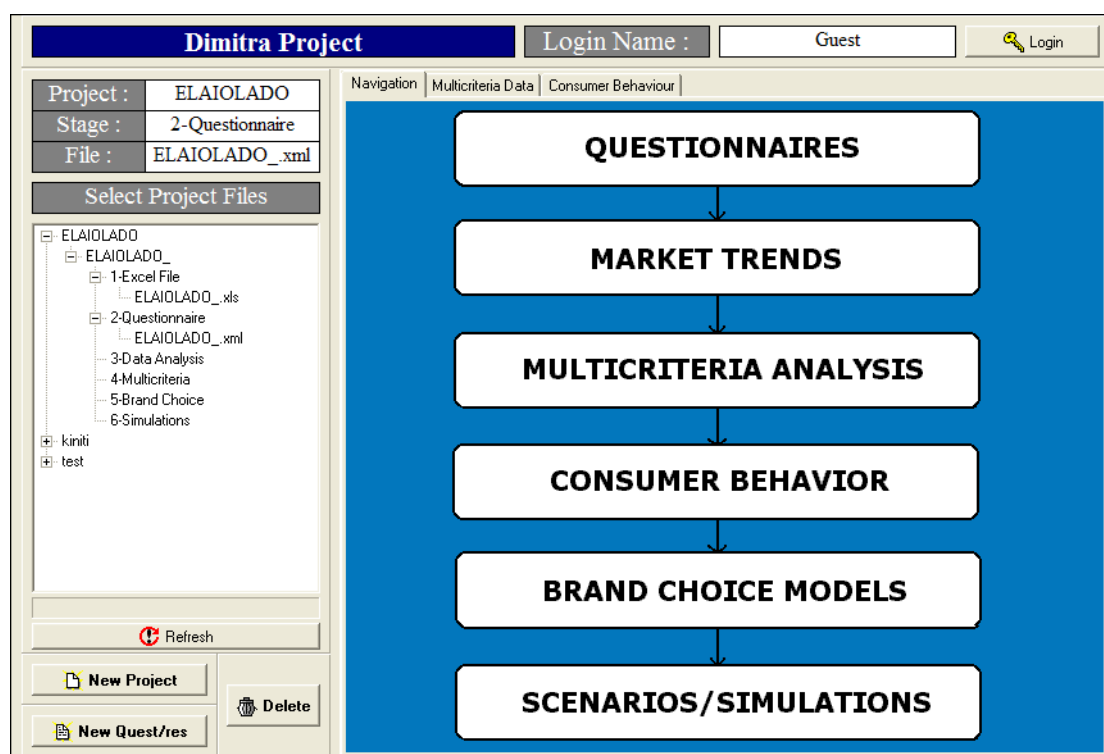 Dimitra Project
Login Name :
Guest
Login
Project :
ELAIOLADO
Stage :
2-Questionnaire
File :
ELAIOLADO_.xml
Select Project Files
ELAIOLADO
ELAIOLADO_
1-Excel File
ELAIOLADO_.xls
2-Questionnaire
ELAIOLADO_.xml
3-Data Analysis
4-Multicriteria
5-Brand Choice
6-Simulations
kiniti
test
Refresh
New Project
New Quest/res
Delete
Navigation
Multicriteria Data
Consumer Behaviour
QUESTIONNAIRES
MARKET TRENDS
MULTICRITERIA ANALYSIS
CONSUMER BEHAVIOR
BRAND CHOICE MODELS
SCENARIOS/SIMULATIONS